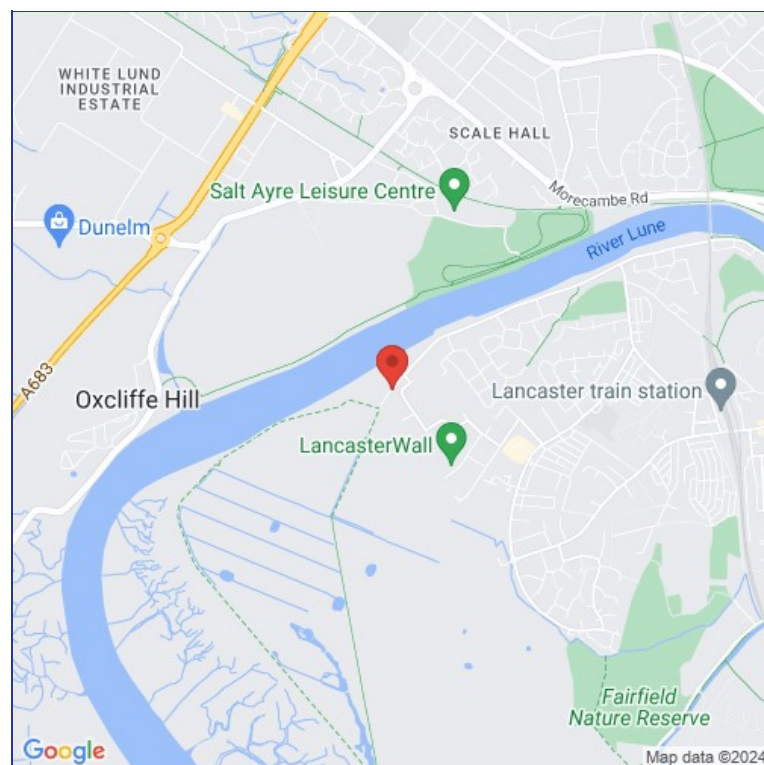 WHITE LUND
INDUSTRIAL
ESTATE
SCALE HALL
Salt Ayre Leisure Centre
Morecambe Rd
Dunelm
River Lune
A683
Oxcliffe Hill
Lancaster train station
LancasterWall
Fairfield
Nature Reserve
Google
Map data ©2024